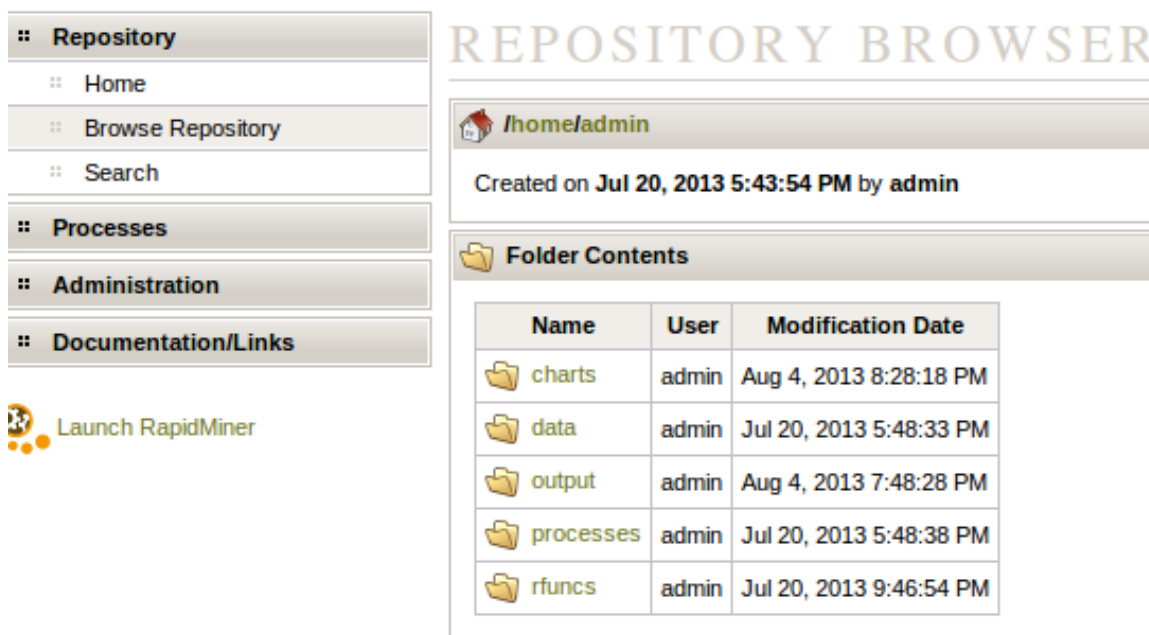 Repository
Home
Browse Repository
Search
Processes
Administration
Documentation/Links
Launch RapidMiner
REPOSITORY BROWSER
/home/admin
Created on Jul 20, 2013 5:43:54 PM by admin
Folder Contents
Name User Modification Date
charts admin Aug 4, 2013 8:28:18 PM
data admin Jul 20, 2013 5:48:33 PM
output admin Aug 4, 2013 7:48:28 PM
processes admin Jul 20, 2013 5:48:38 PM
rfuncs admin Jul 20, 2013 9:46:54 PM